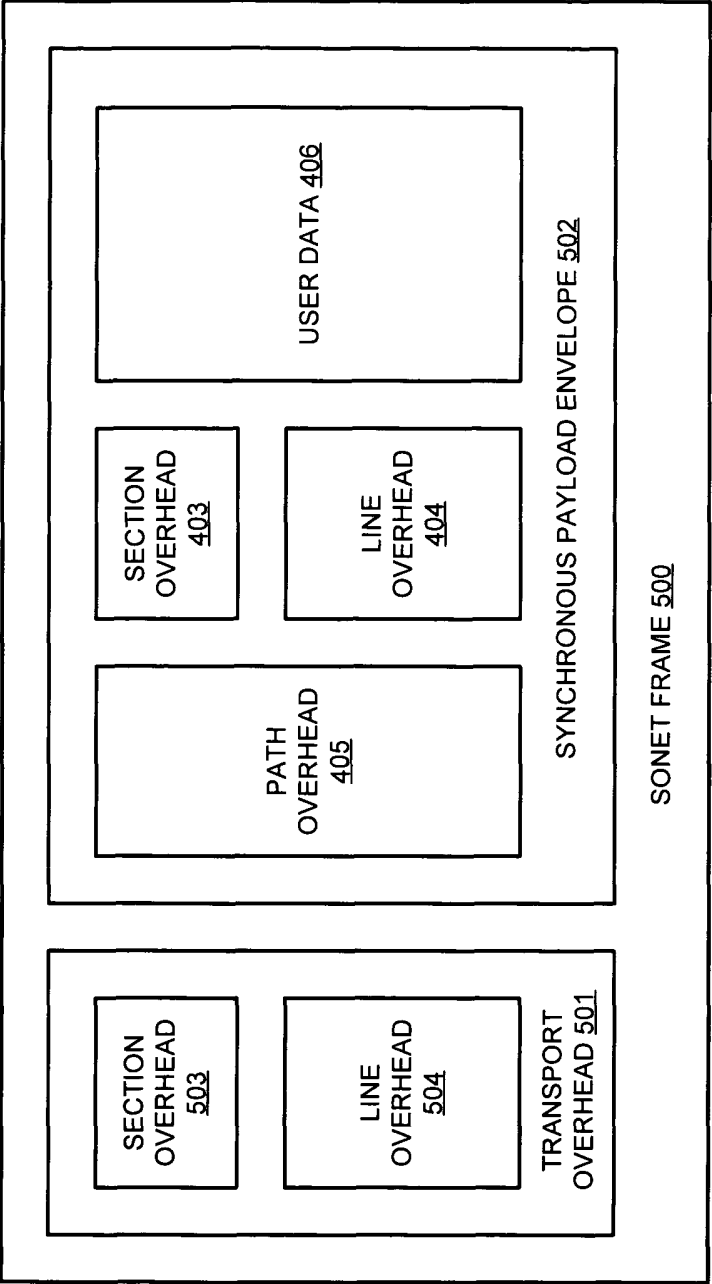 SECTION
OVERHEAD
503
LINE
OVERHEAD
504
TRANSPORT
OVERHEAD 501
PATH
OVERHEAD
405
SECTION
OVERHEAD
403
LINE
OVERHEAD
404
USER DATA 406
SYNCHRONOUS PAYLOAD ENVELOPE 502
SONET FRAME 500